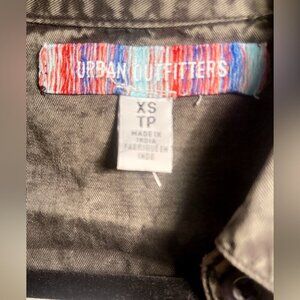 URBAN OUTFITTERS
XS
TP
MADE IN
INDIA
FABRIQUÉ EN
INDE